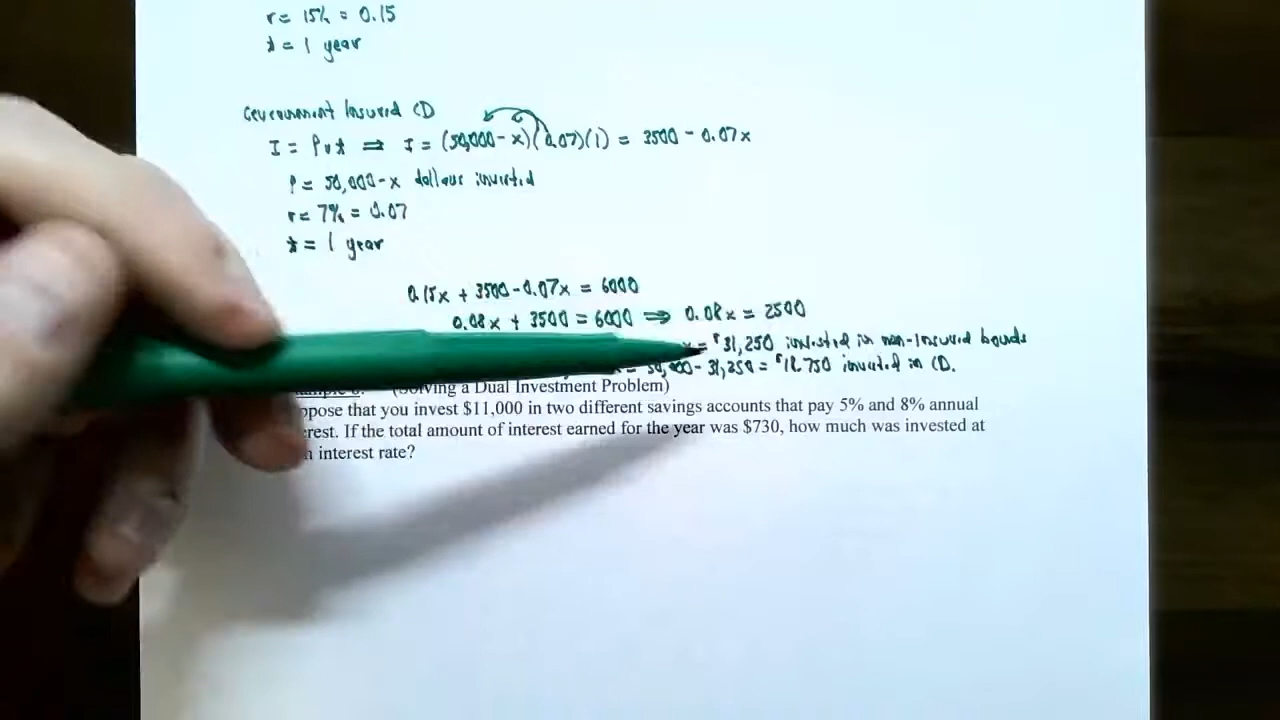 r = 15% = 0.15
t = 1 year
Government Insured CD
I = Prt ⇒ I = (50,000 - x)(0.07)(1) = 3500 - 0.07x
P = 50,000 - x dollars invested
r = 7% = 0.07
t = 1 year
0.15x + 3500 - 0.07x = 6000
0.08x + 3500 = 6000 ⇒ 0.08x = 2500
= $31,250 invested in non-insured bonds
= 50,000 - 31,250 = $18,750 invested in CD.
(Solving a Dual Investment Problem)
that you invest $11,000 in two different savings accounts that pay 5% and 8% annual
If the total amount of interest earned for the year was $730, how much was invested at
interest rate?